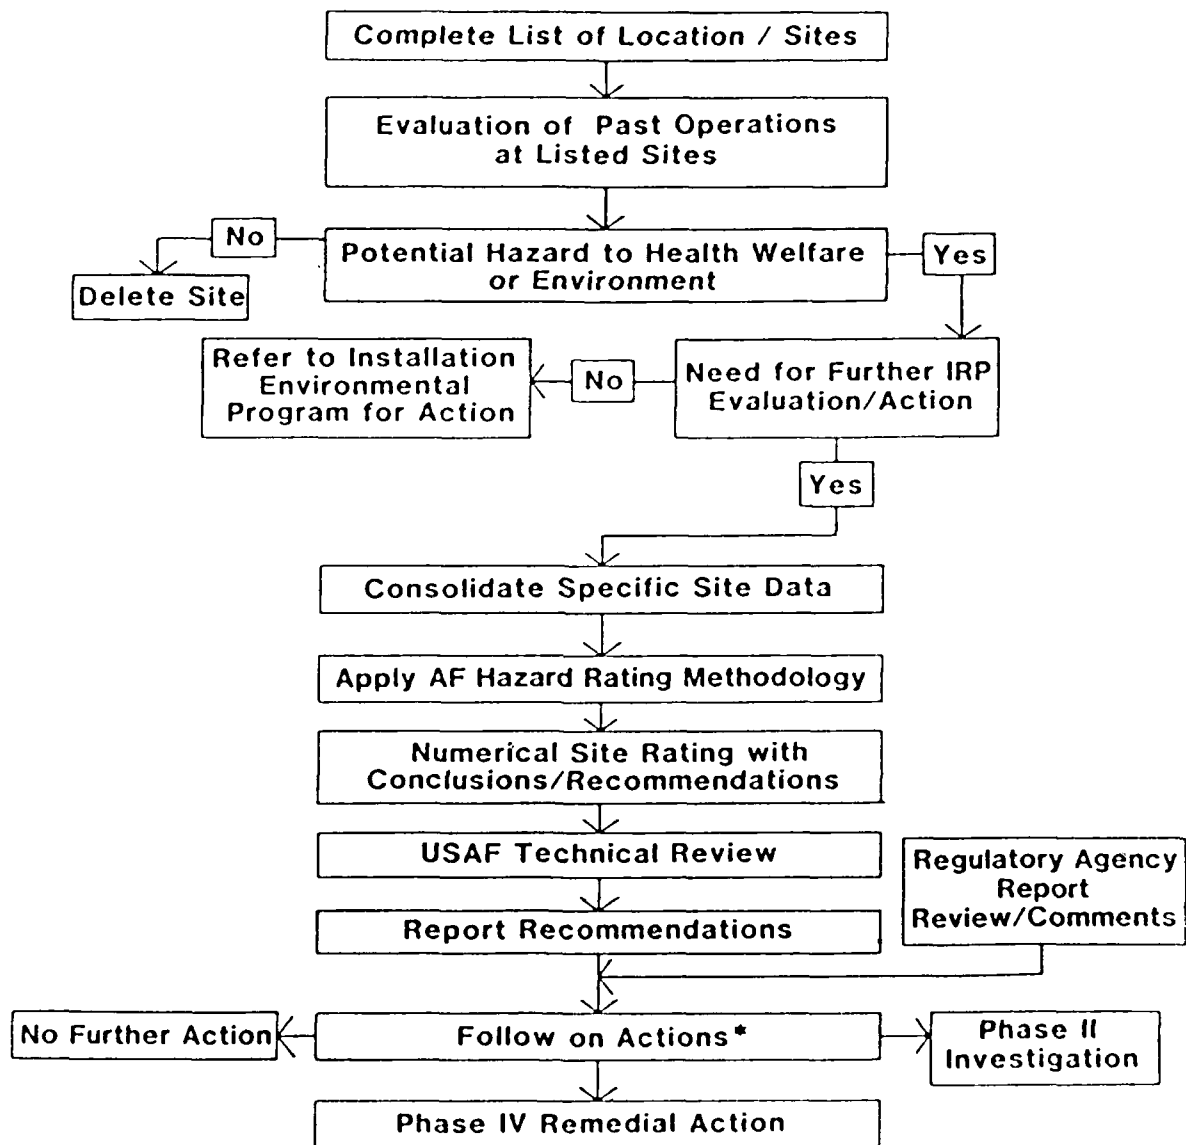 Complete List of Location / Sites
Evaluation of Past Operations
at Listed Sites
No
Potential Hazard to Health Welfare
or Environment
Yes
Delete Site
Refer to Installation
Environmental
Program for Action
No
Need for Further IRP
Evaluation/Action
Yes
Consolidate Specific Site Data
Apply AF Hazard Rating Methodology
Numerical Site Rating with
Conclusions/Recommendations
USAF Technical Review
Regulatory Agency
Report
Review/Comments
Report Recommendations
No Further Action
Follow on Actions*
Phase II
Investigation
Phase IV Remedial Action